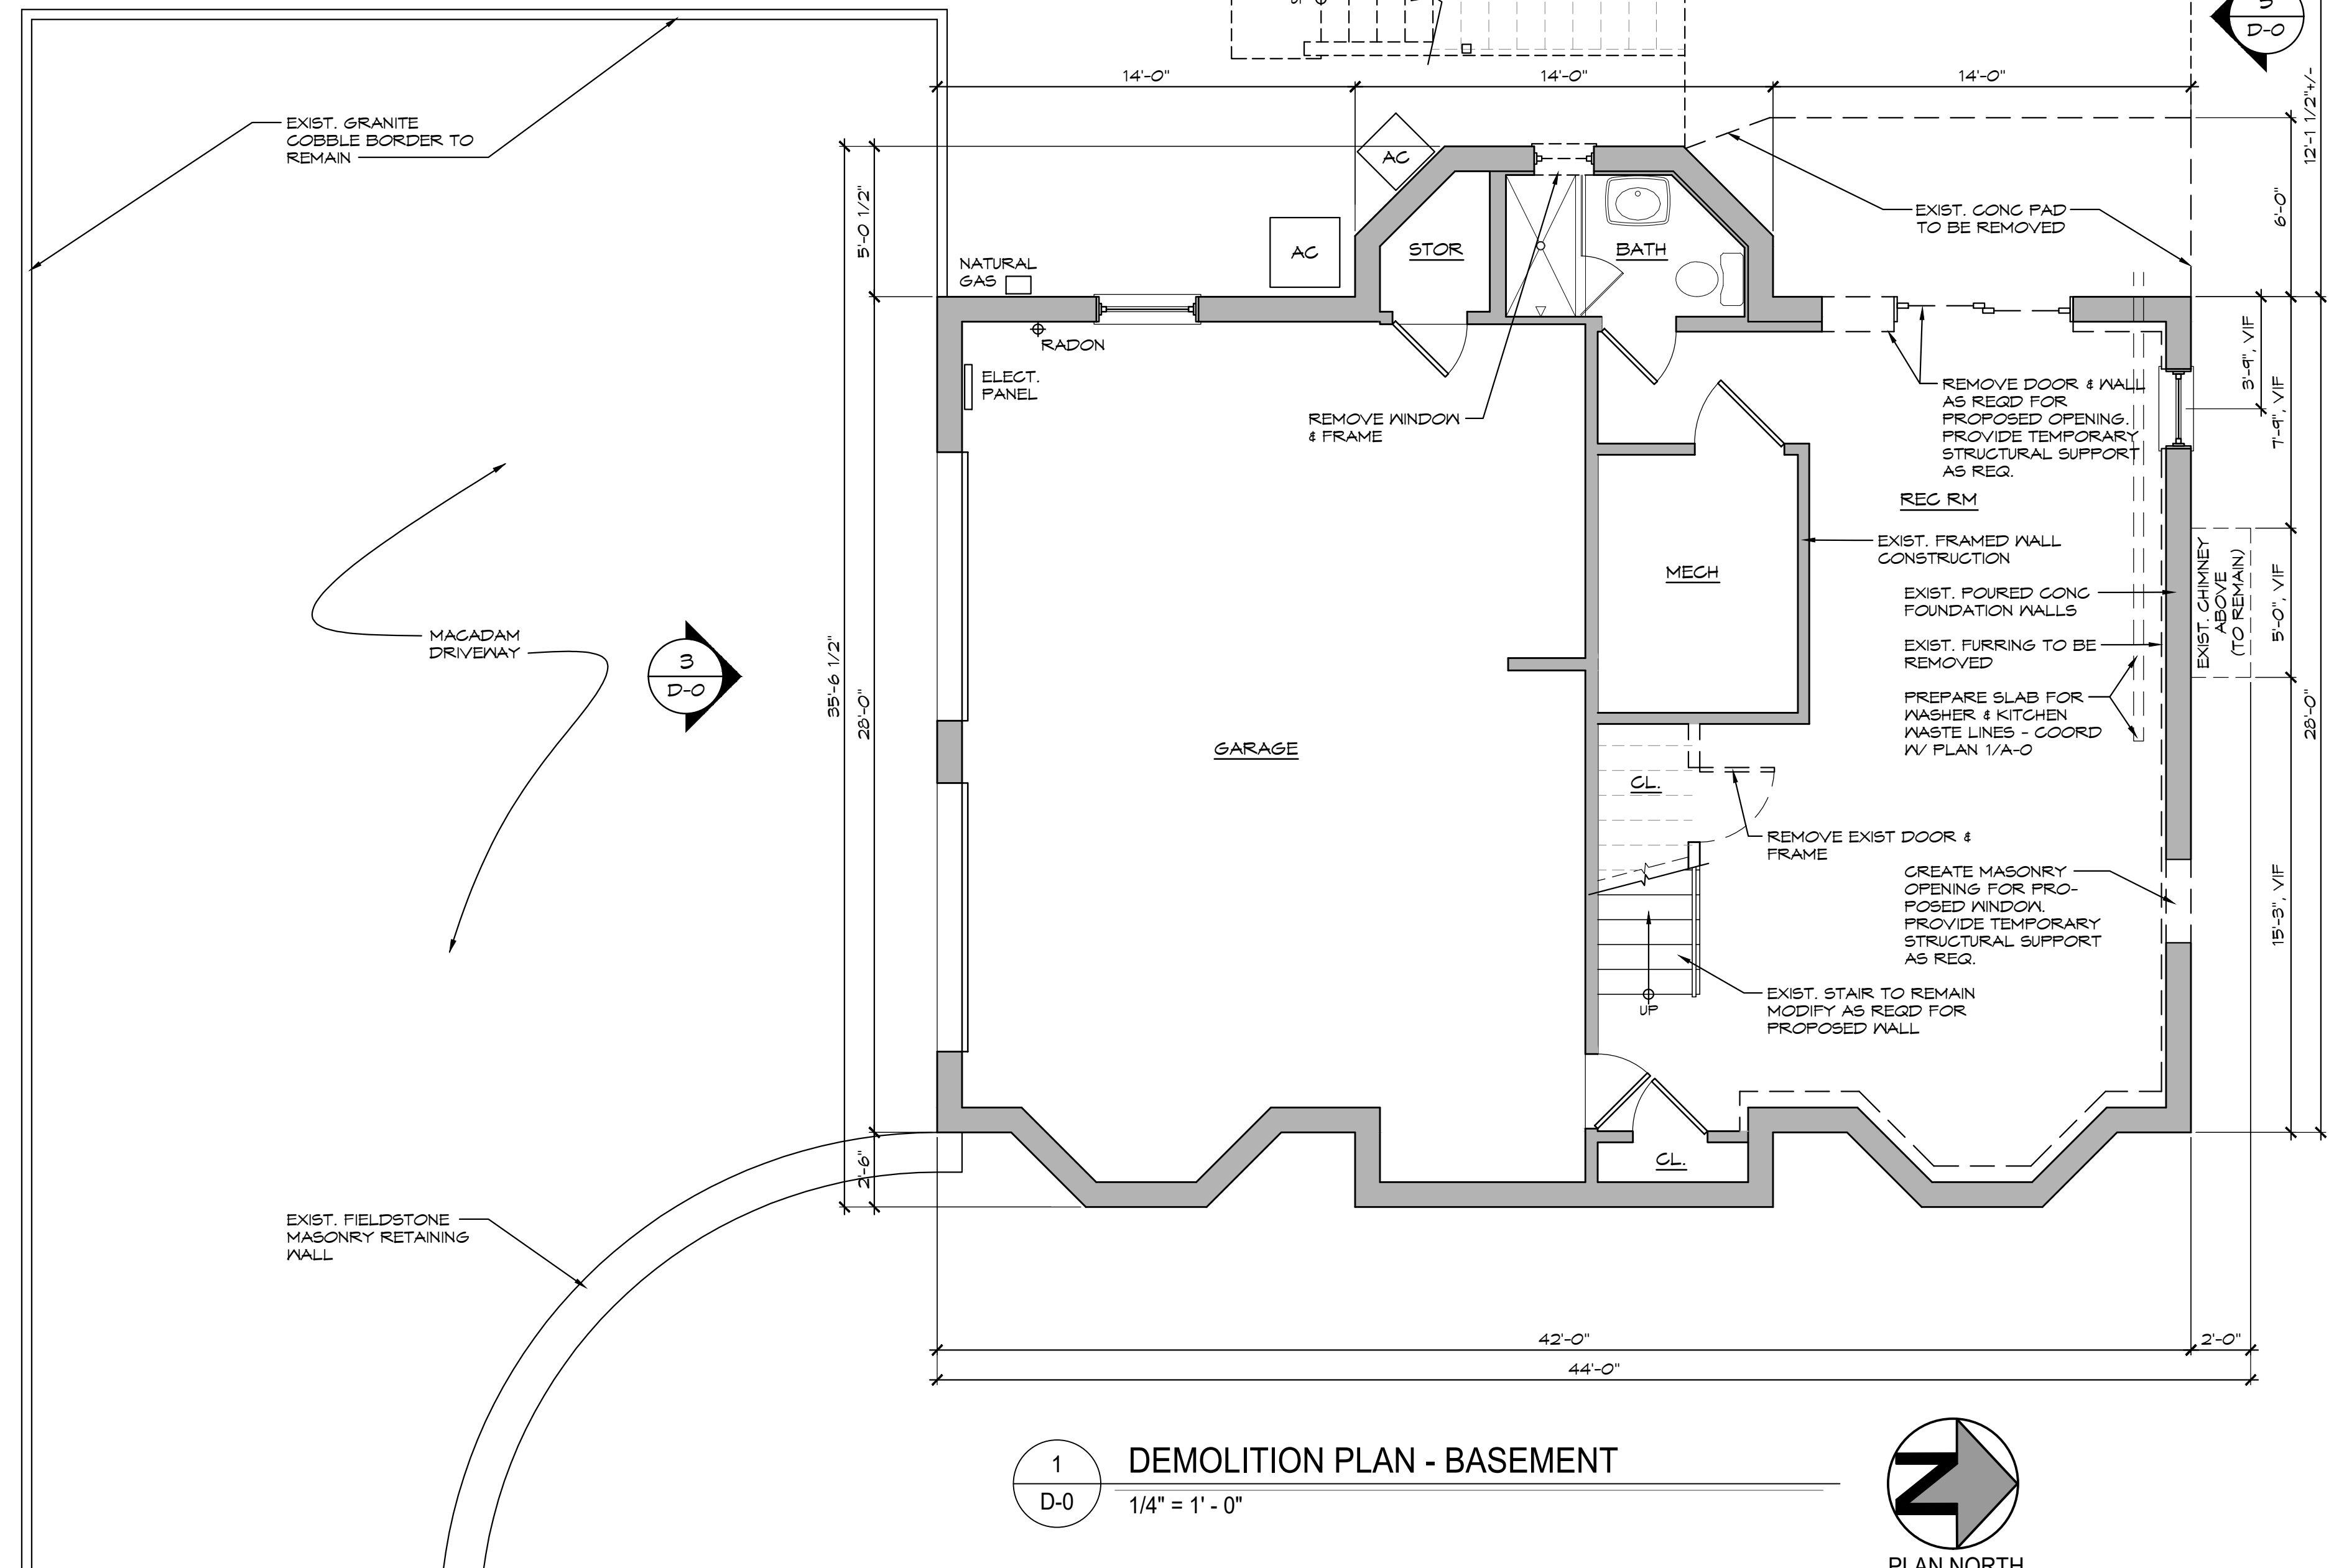 5
D-0
14'-0"
14'-0"
14'-0"
12'-1 1/2"+/-
EXIST. GRANITE
COBBLE BORDER TO
REMAIN
AC
5'-0 1/2"
6'-0"
EXIST. CONC PAD
TO BE REMOVED
AC
STOR
BATH
NATURAL
GAS
RADON
ELECT.
PANEL
3'-9", VIF
7'-9", VIF
REMOVE WINDOW
& FRAME
REMOVE DOOR & WALL
AS REQD FOR
PROPOSED OPENING.
PROVIDE TEMPORARY
STRUCTURAL SUPPORT
AS REQ.
REC RM
EXIST. FRAMED WALL
CONSTRUCTION
MECH
EXIST. POURED CONC
FOUNDATION WALLS
EXIST. CHIMNEY
ABOVE
(TO REMAIN)
5'-0", VIF
EXIST. FURRING TO BE
REMOVED
MACADAM
DRIVEWAY
3
D-0
35'-6 1/2"
28'-0"
PREPARE SLAB FOR
WASHER & KITCHEN
WASTE LINES - COORD
W/ PLAN 1/A-0
28'-0"
GARAGE
CL.
REMOVE EXIST DOOR &
FRAME
CREATE MASONRY
OPENING FOR PRO-
POSED WINDOW.
PROVIDE TEMPORARY
STRUCTURAL SUPPORT
AS REQ.
15'-3", VIF
EXIST. STAIR TO REMAIN
MODIFY AS REQD FOR
PROPOSED WALL
UP
2'-6"
CL.
EXIST. FIELDSTONE
MASONRY RETAINING
WALL
42'-0"
2'-0"
44'-0"
1
D-0
DEMOLITION PLAN - BASEMENT
1/4" = 1' - 0"
N
PLAN NORTH